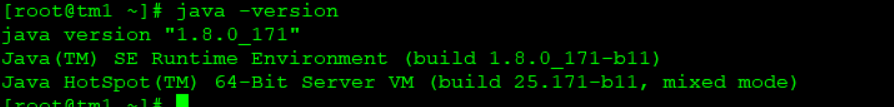 [root@tm1 ~]# java -version
java version "1.8.0_171"
Java(TM) SE Runtime Environment (build 1.8.0_171-b11)
Java HotSpot(TM) 64-Bit Server VM (build 25.171-b11, mixed mode)
[root@tm1 ~]#